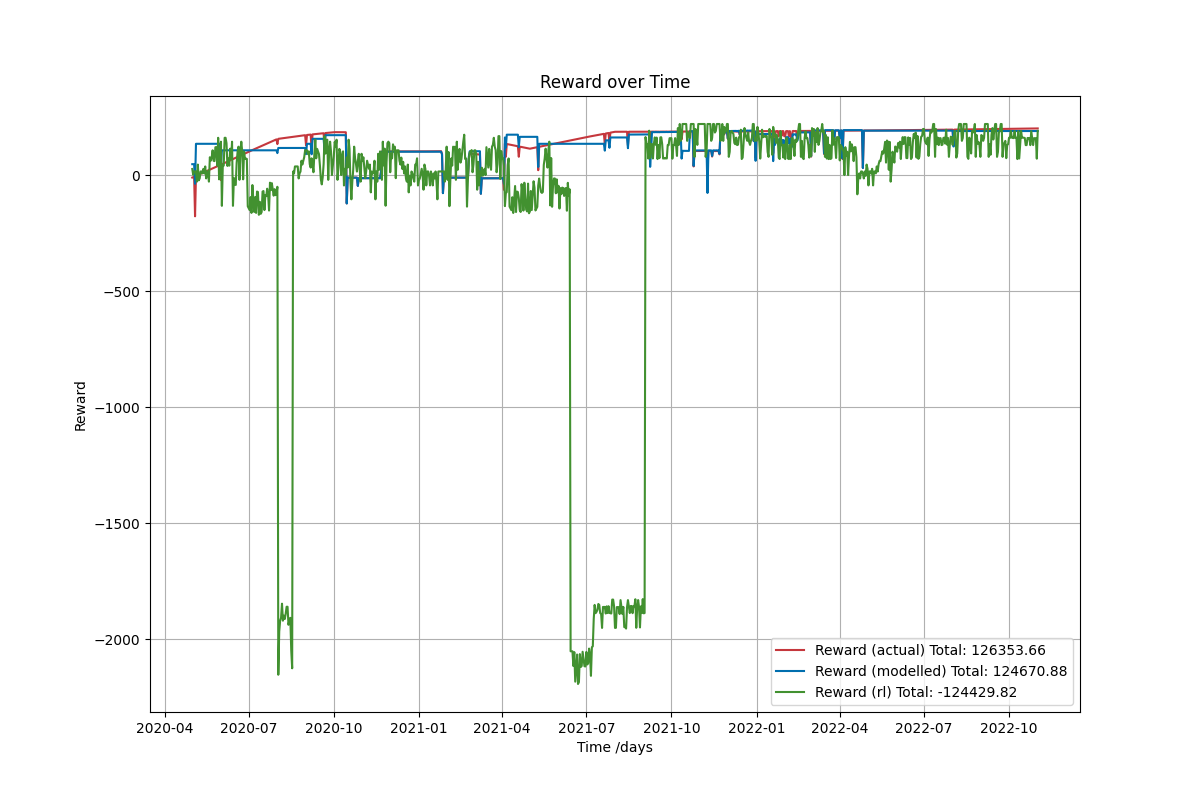 Reward over Time
0
−500
−1000
−1500
−2000
Reward
2020-04 2020-07 2020-10 2021-01 2021-04 2021-07 2021-10 2022-01 2022-04 2022-07 2022-10
Time /days
Reward (actual) Total: 126353.66
Reward (modelled) Total: 124670.88
Reward (rl) Total: -124429.82